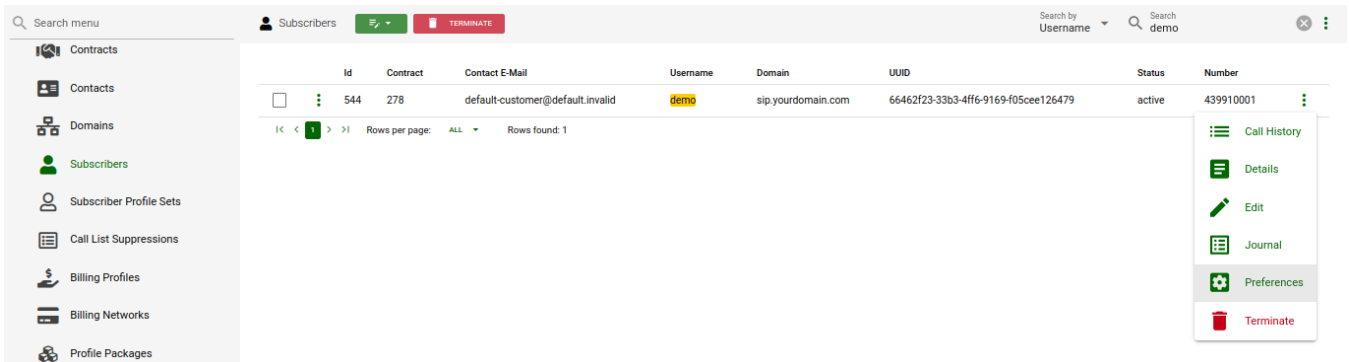 Search menu
Contracts
Contacts
Domains
Subscribers
Subscriber Profile Sets
Call List Suppressions
Billing Profiles
Billing Networks
Profile Packages
Subscribers
TERMINATE
Search by
Username
Search
demo
Id Contract Contact E-Mail Username Domain UUID Status Number
544 278 default-customer@default.invalid demo sip.yourdomain.com 66462f23-33b3-4ff6-9169-f05cee126479 active 439910001
1 Rows per page: ALL Rows found: 1
Call History
Details
Edit
Journal
Preferences
Terminate